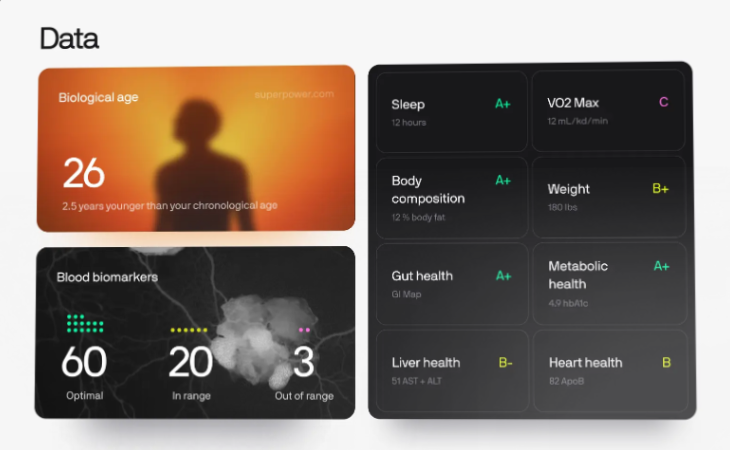 Data
Biological age
superpower.com
26
2.5 years younger than your chronological age
Blood biomarkers
60
20
3
Optimal
In range
Out of range
Sleep
A+
12 hours
VO2 Max
C
12 mL/kd/min
Body
composition
A+
12 % body fat
Weight
B+
180 lbs
Gut health
A+
GI Map
Metabolic
health
A+
4.9 hbA1c
Liver health
B-
51 AST + ALT
Heart health
B
82 ApoB